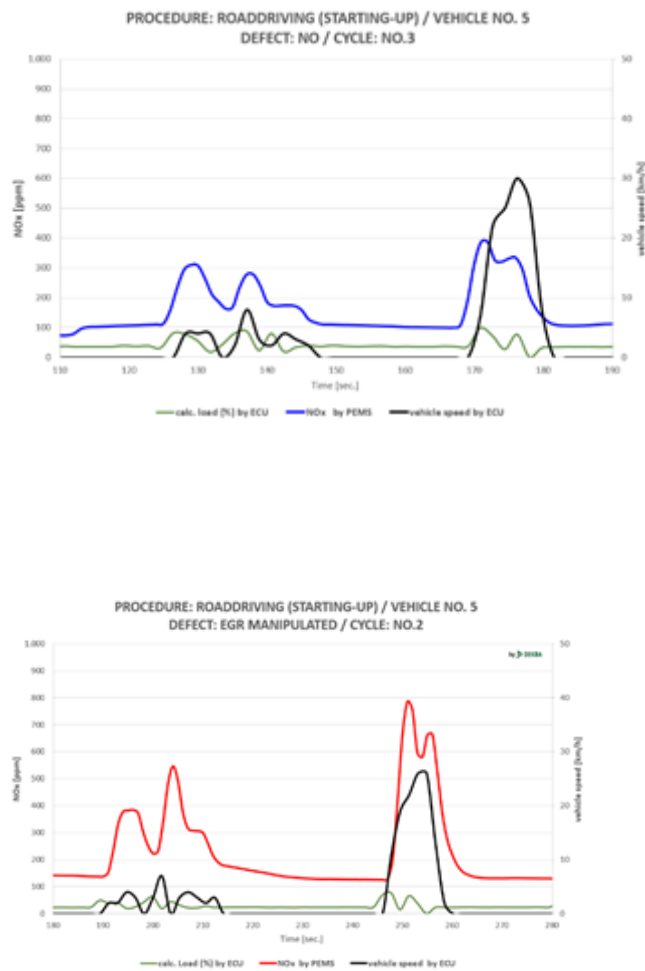 PROCEDURE: ROADDRIVING (STARTING-UP) / VEHICLE NO. 5
DEFECT: NO / CYCLE: NO.3
1.000
900
800
700
600
500
400
300
200
100
0
NOx [ppm]
50
40
30
20
10
0
vehicle speed [km/h]
110 120 130 140 150 160 170 180 190
Time [sec.]
calc. load (%) by ECU NOx by PEMS vehicle speed by ECU
PROCEDURE: ROADDRIVING (STARTING-UP) / VEHICLE NO. 5
DEFECT: EGR MANIPULATED / CYCLE: NO.2
by DEKRA
1.000
900
800
700
600
500
400
300
200
100
0
NOx [ppm]
50
40
30
20
10
0
vehicle speed [km/h]
180 190 200 210 220 230 240 250 260 270 280
Time [sec.]
calc. Load (%) by ECU NOx by PEMS vehicle speed by ECU